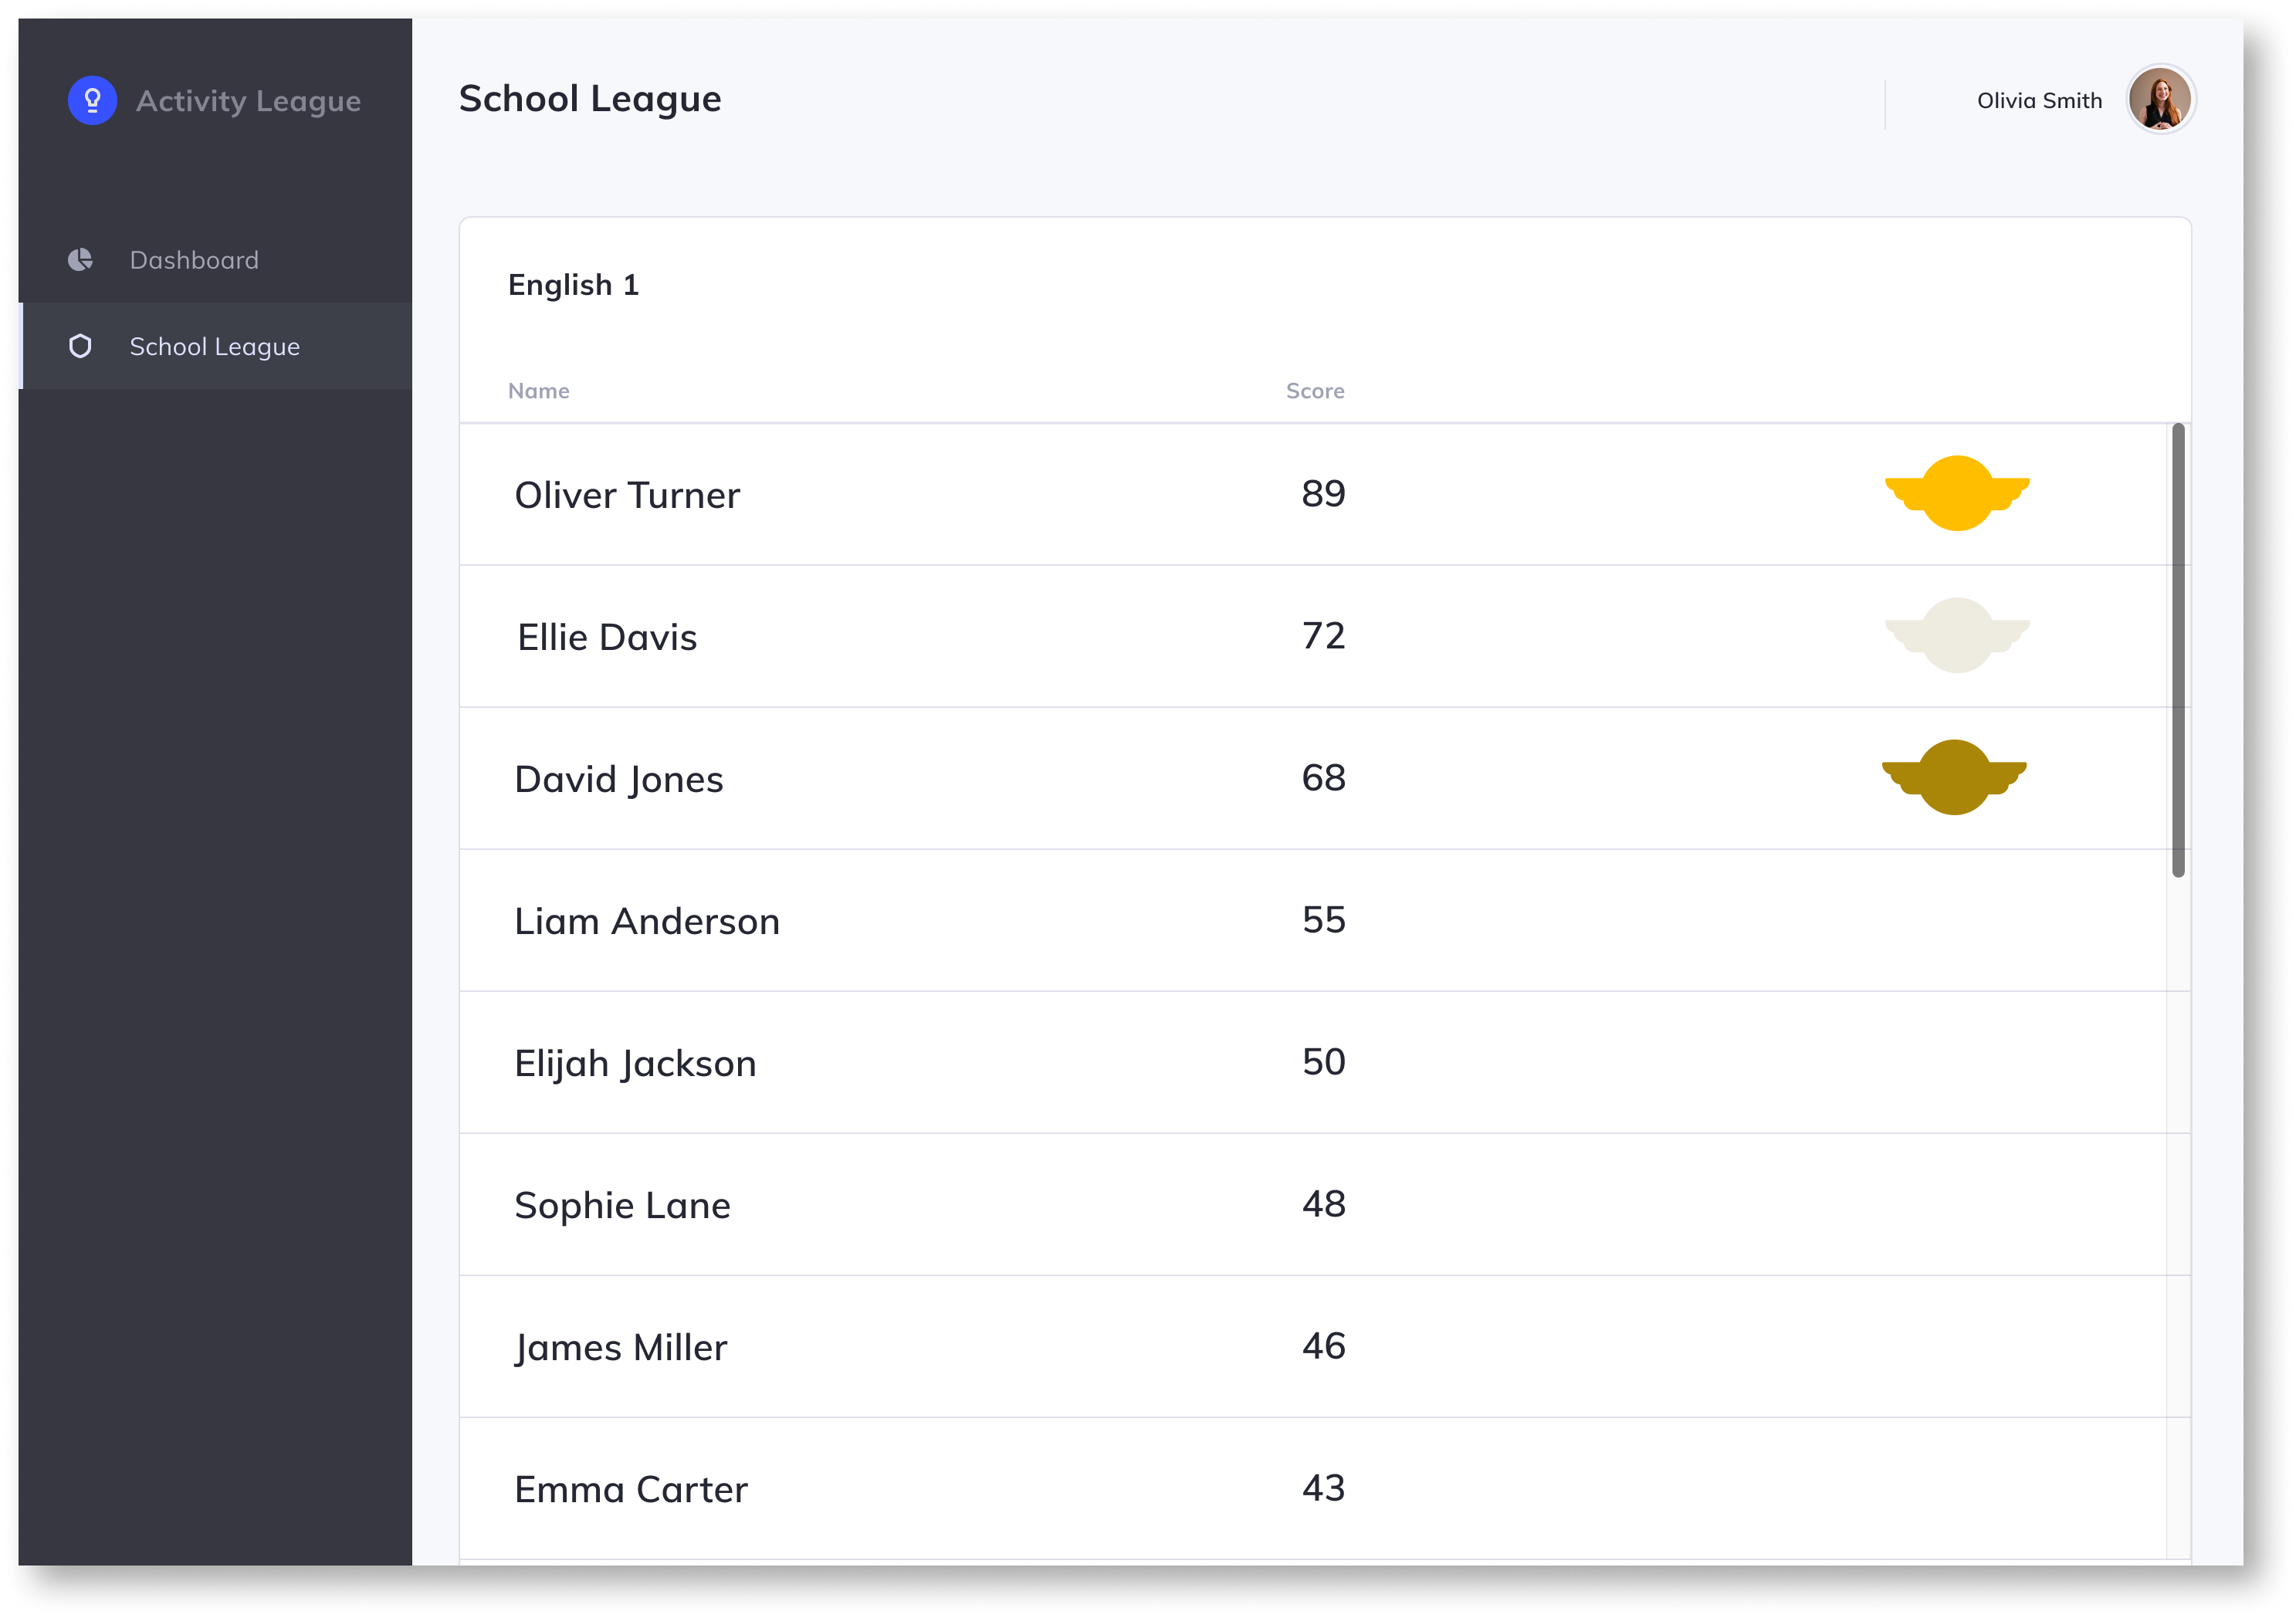 Activity League
School League
Olivia Smith
Dashboard
School League
English 1
Name Score
Oliver Turner 89
Ellie Davis 72
David Jones 68
Liam Anderson 55
Elijah Jackson 50
Sophie Lane 48
James Miller 46
Emma Carter 43